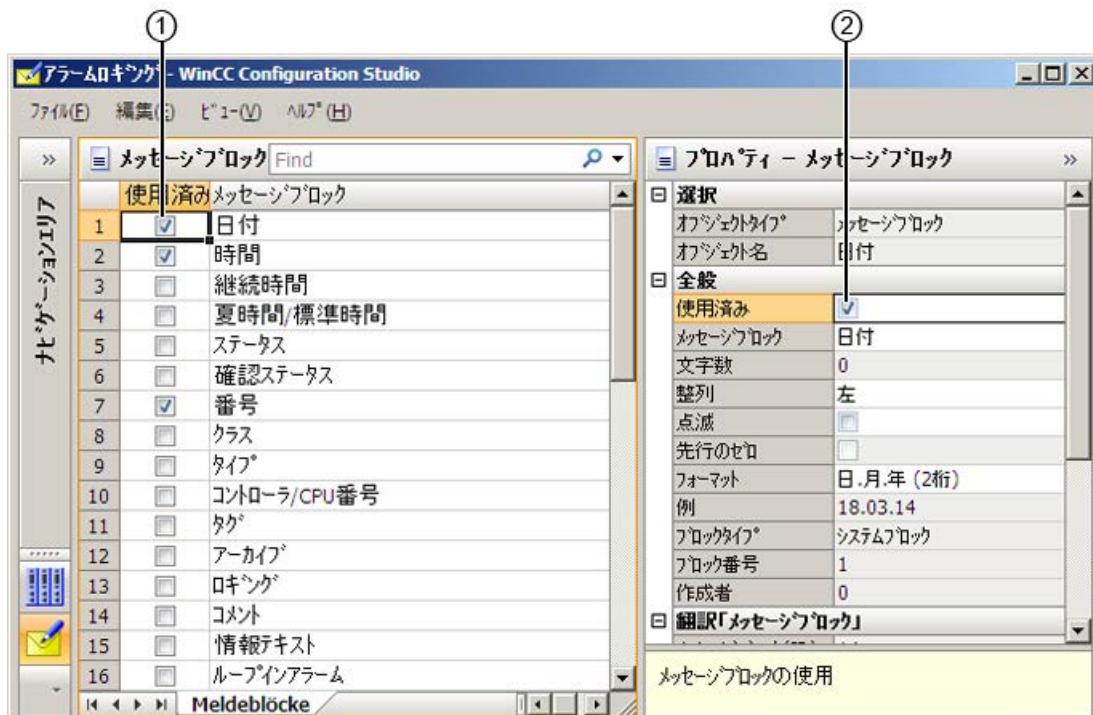 ① ②
アラームロギング - WinCC Configuration Studio
ファイル(F) 編集(E) ビュー(V) ヘルプ(H)
メッセージブロック Find
使用済み メッセージブロック
1 日付
2 時間
3 継続時間
4 夏時間/標準時間
5 ステータス
6 確認ステータス
7 番号
8 クラス
9 タイプ
10 コントローラ/CPU番号
11 タグ
12 アーカイブ
13 ロギング
14 コメント
15 情報テキスト
16 ループインアラーム
Meldeblöcke
ナビゲーションエリア
プロパティ - メッセージブロック
選択
オブジェクトタイプ メッセージブロック
オブジェクト名 日付
全般
使用済み
メッセージブロック 日付
文字数 0
整列 左
点滅
先行のゼロ
フォーマット 日.月.年 (2桁)
例 18.03.14
ブロックタイプ システムブロック
ブロック番号 1
作成者 0
翻訳「メッセージブロック」
メッセージブロックの使用